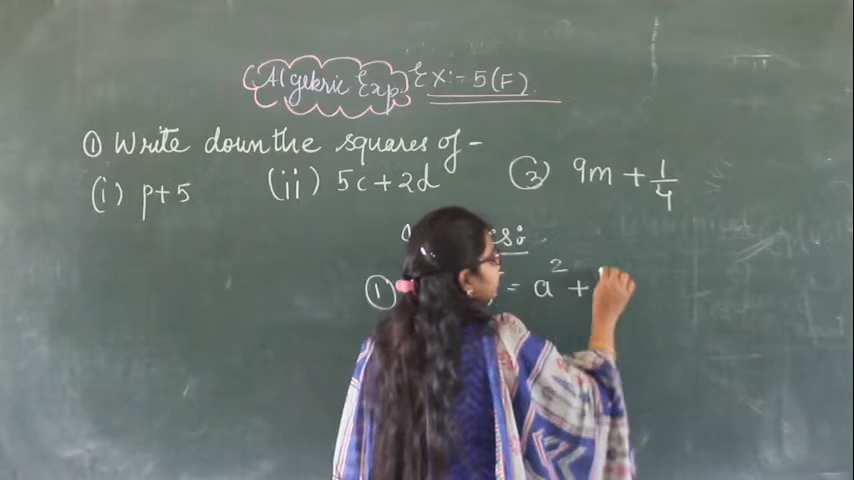 Algebric Exp. Ex:- 5(F)
① Write down the squares of -
(i) p+5 (ii) 5c+2d ③ 9m + 1/4
① = a² +